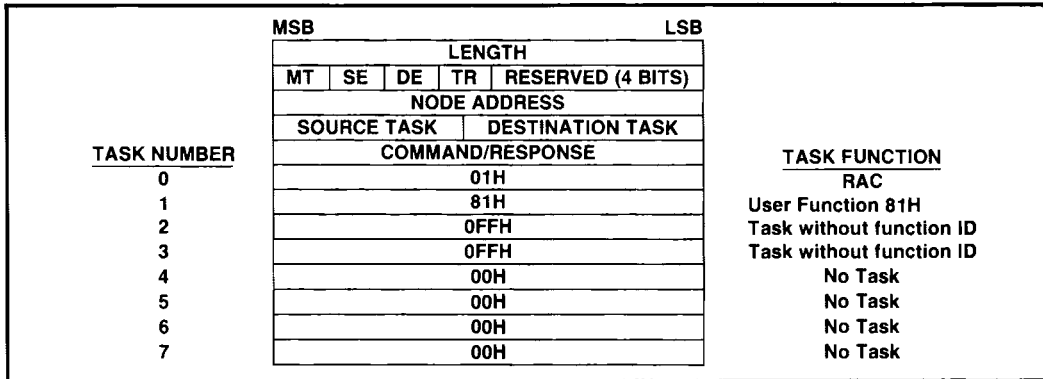 MSB LSB
LENGTH
MT SE DE TR RESERVED (4 BITS)
NODE ADDRESS
SOURCE TASK DESTINATION TASK
TASK NUMBER COMMAND/RESPONSE TASK FUNCTION
0 01H RAC
1 81H User Function 81H
2 0FFH Task without function ID
3 0FFH Task without function ID
4 00H No Task
5 00H No Task
6 00H No Task
7 00H No Task